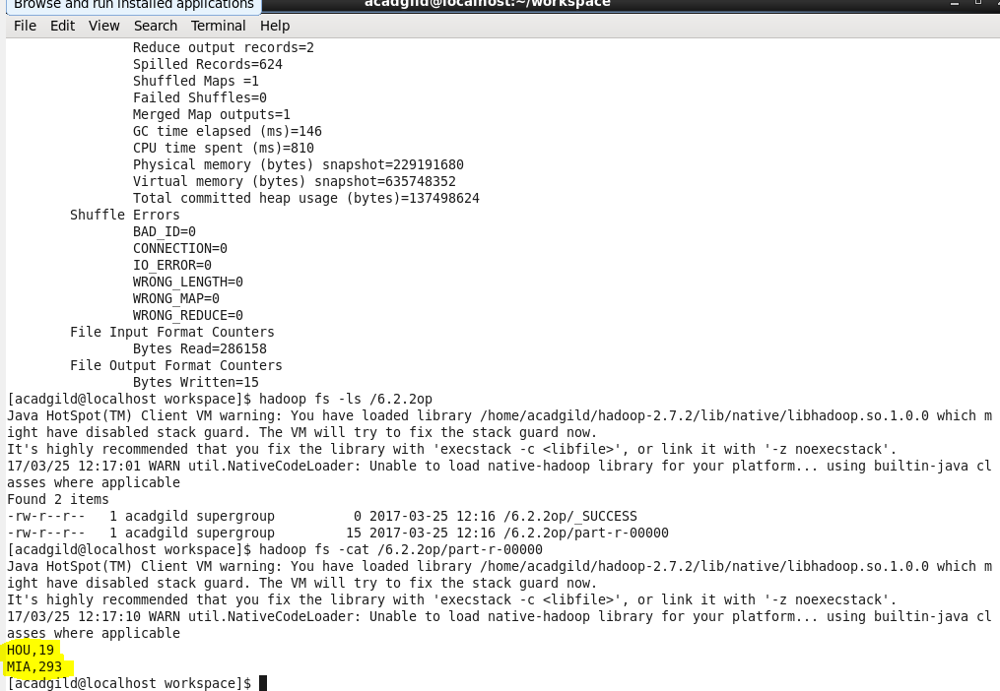 Browse and run installed applications
acadgild@localhost:~/workspace
File Edit View Search Terminal Help
Reduce output records=2
Spilled Records=624
Shuffled Maps =1
Failed Shuffles=0
Merged Map outputs=1
GC time elapsed (ms)=146
CPU time spent (ms)=810
Physical memory (bytes) snapshot=229191680
Virtual memory (bytes) snapshot=635748352
Total committed heap usage (bytes)=137498624
Shuffle Errors
BAD_ID=0
CONNECTION=0
IO_ERROR=0
WRONG_LENGTH=0
WRONG_MAP=0
WRONG_REDUCE=0
File Input Format Counters
Bytes Read=286158
File Output Format Counters
Bytes Written=15
[acadgild@localhost workspace]$ hadoop fs -ls /6.2.2op
Java HotSpot(TM) Client VM warning: You have loaded library /home/acadgild/hadoop-2.7.2/lib/native/libhadoop.so.1.0.0 which m
ight have disabled stack guard. The VM will try to fix the stack guard now.
It's highly recommended that you fix the library with 'execstack -c <libfile>', or link it with '-z noexecstack'.
17/03/25 12:17:01 WARN util.NativeCodeLoader: Unable to load native-hadoop library for your platform... using builtin-java cl
asses where applicable
Found 2 items
-rw-r--r--   1 acadgild supergroup          0 2017-03-25 12:16 /6.2.2op/_SUCCESS
-rw-r--r--   1 acadgild supergroup         15 2017-03-25 12:16 /6.2.2op/part-r-00000
[acadgild@localhost workspace]$ hadoop fs -cat /6.2.2op/part-r-00000
Java HotSpot(TM) Client VM warning: You have loaded library /home/acadgild/hadoop-2.7.2/lib/native/libhadoop.so.1.0.0 which m
ight have disabled stack guard. The VM will try to fix the stack guard now.
It's highly recommended that you fix the library with 'execstack -c <libfile>', or link it with '-z noexecstack'.
17/03/25 12:17:10 WARN util.NativeCodeLoader: Unable to load native-hadoop library for your platform... using builtin-java cl
asses where applicable
HOU,19
MIA,293
[acadgild@localhost workspace]$